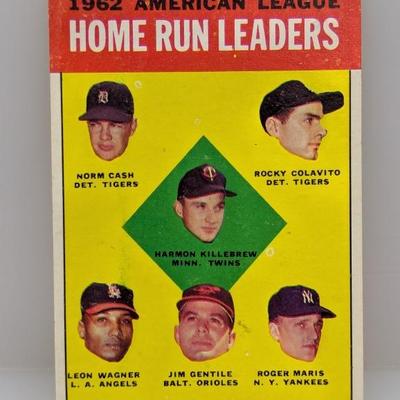 1962 AMERICAN LEAGUE
HOME RUN LEADERS
NORM CASH
DET. TIGERS
ROCKY COLAVITO
DET. TIGERS
HARMON KILLEBREW
MINN. TWINS
LEON WAGNER
L. A. ANGELS
JIM GENTILE
BALT. ORIOLES
ROGER MARIS
N. Y. YANKEES